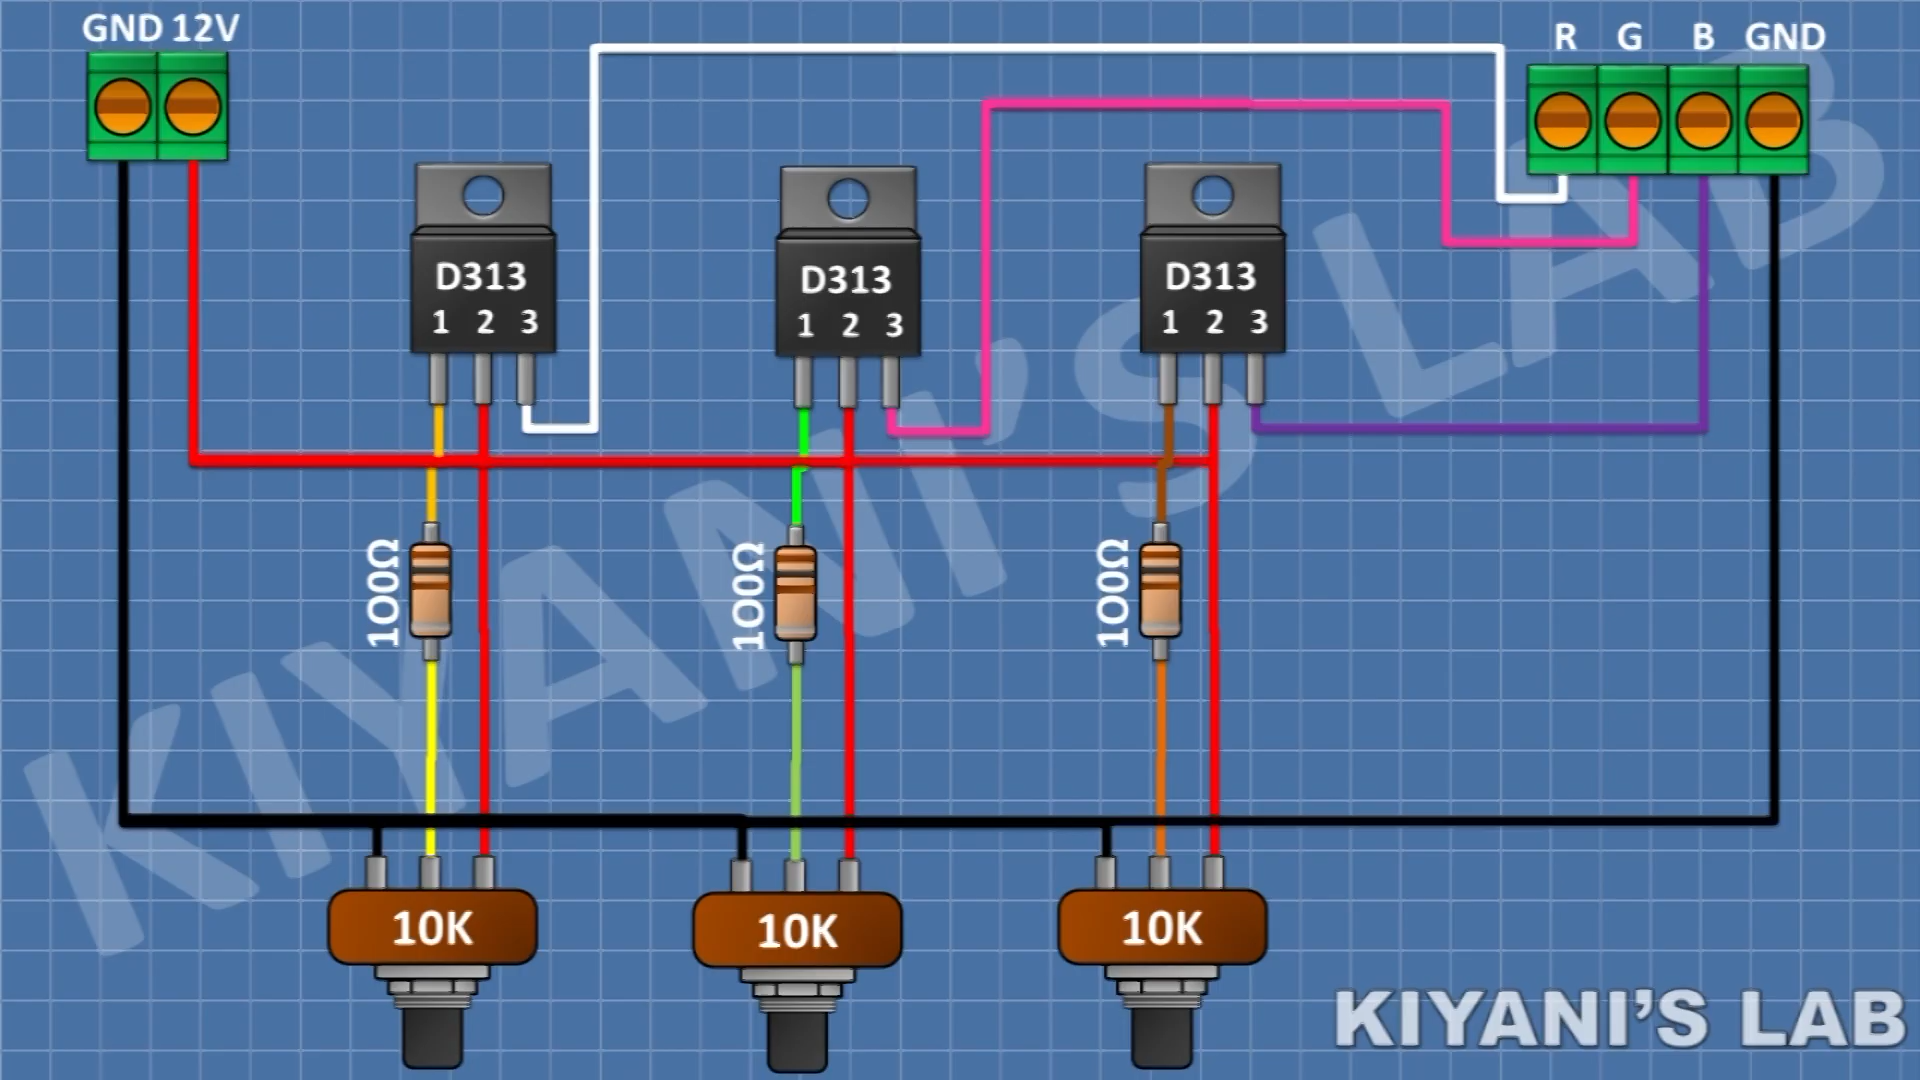 GND 12V
R G B GND
D313
1 2 3
D313
1 2 3
D313
1 2 3
100Ω
100Ω
100Ω
KIYANI'S LAB
10K
10K
10K
KIYANI'S LAB